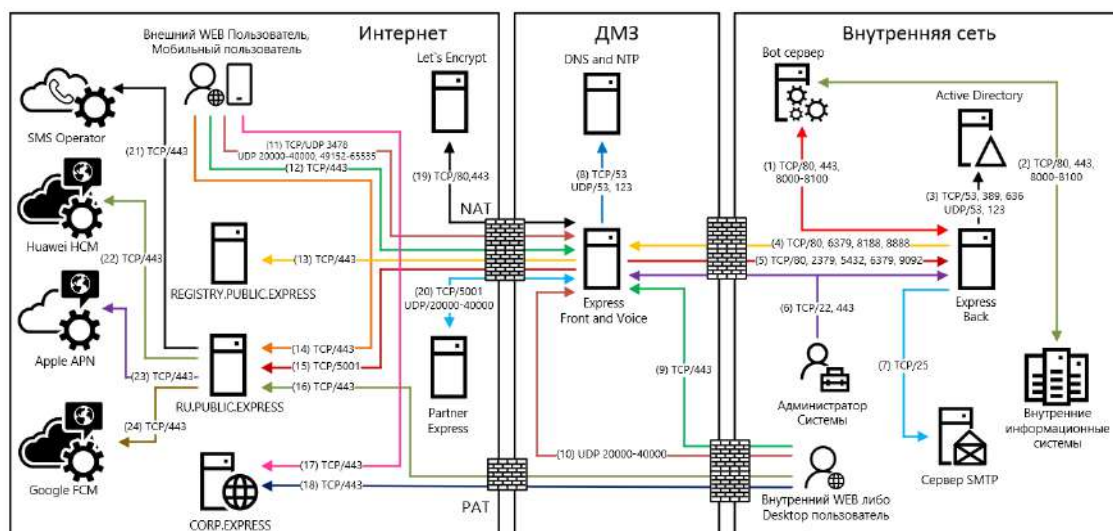 Интернет
ДМЗ
Внутренняя сеть
Внешний WEB Пользователь,
Мобильный пользователь
Let`s Encrypt
DNS and NTP
Bot сервер
Active Directory
SMS Operator
(21) TCP/443
(11) TCP/UDP 3478
UDP 20000-40000, 49152-65535
(12) TCP/443
(19) TCP/80,443
(8) TCP/53
UDP/53, 123
(1) TCP/80, 443,
8000-8100
(2) TCP/80, 443,
8000-8100
(3) TCP/53, 389, 636
UDP/53, 123
NAT
Huawei HCM
(22) TCP/443
(13) TCP/443
REGISTRY.PUBLIC.EXPRESS
(20) TCP/5001
UDP/20000-40000
Express
Front and Voice
(4) TCP/80, 6379, 8188, 8888
(5) TCP/80, 2379, 5432, 6379, 9092
Express
Back
(6) TCP/22, 443
Apple APN
(23) TCP/443
(14) TCP/443
(15) TCP/5001
(16) TCP/443
RU.PUBLIC.EXPRESS
(24) TCP/443
Partner
Express
(9) TCP/443
(7) TCP/25
Администратор
Системы
Внутренние
информационные
системы
Google FCM
(17) TCP/443
(18) TCP/443
CORP.EXPRESS
PAT
(10) UDP 20000-40000
Внутренний WEB либо
Desktop пользователь
Сервер SMTP